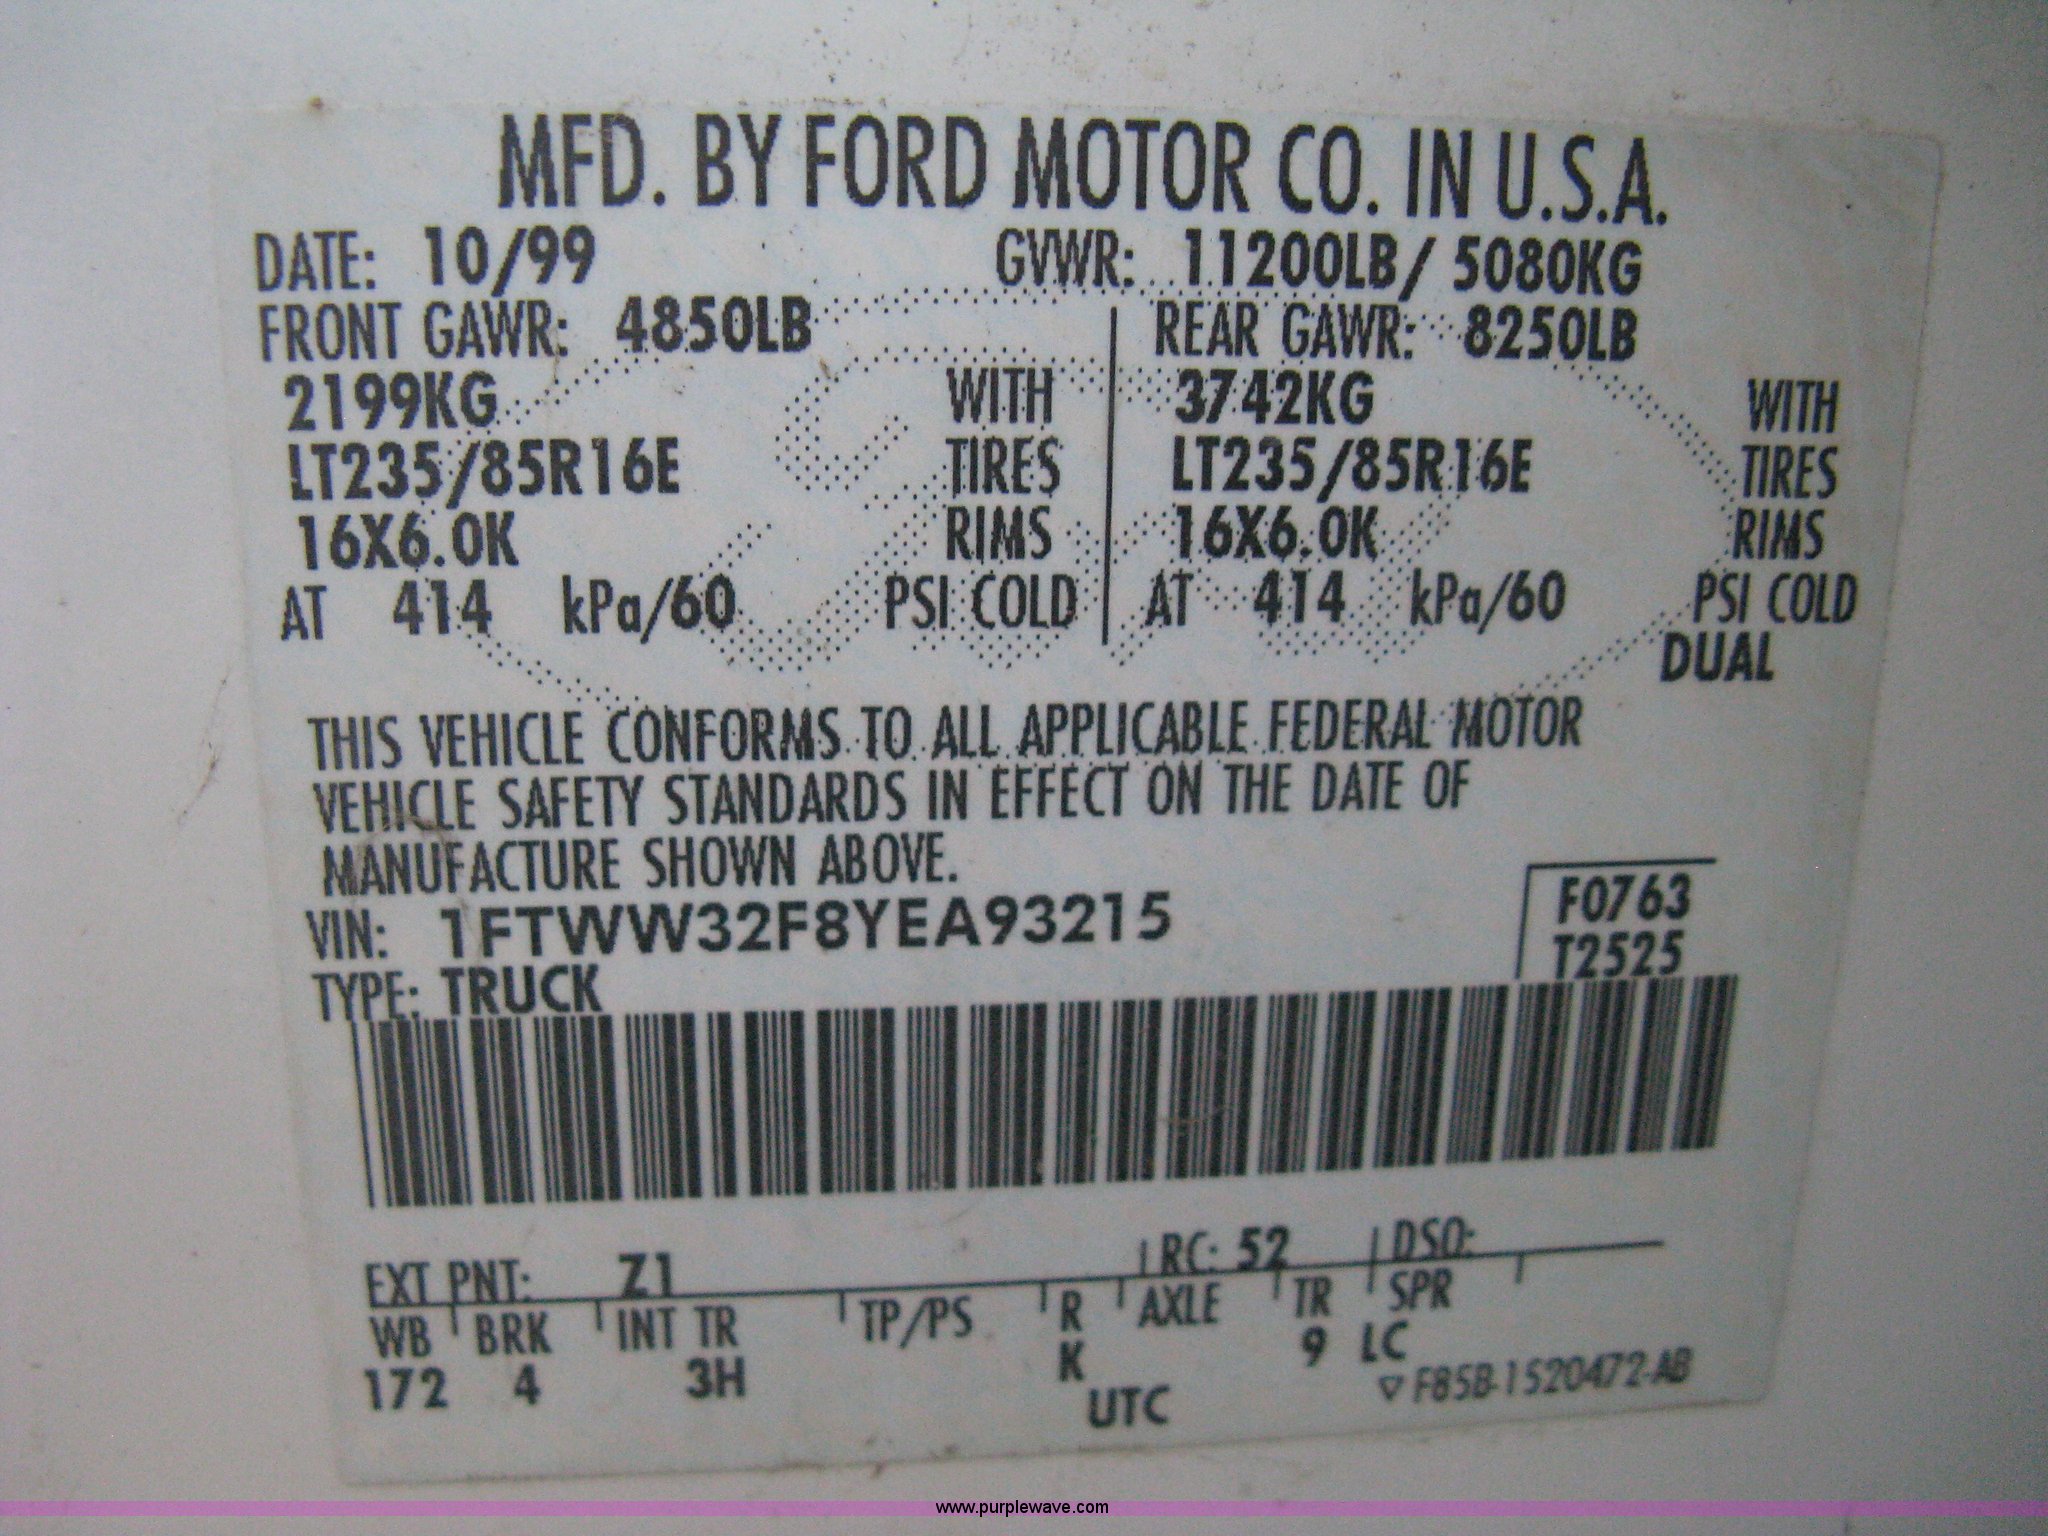 MFD. BY FORD MOTOR CO. IN U.S.A.
DATE: 10/99 GVWR: 11200LB/ 5080KG
FRONT GAWR: 4850LB REAR GAWR: 8250LB
2199KG WITH 3742KG WITH
LT235/85R16E TIRES LT235/85R16E TIRES
16X6.0K RIMS 16X6.0K RIMS
AT 414 kPa/60 PSI COLD AT 414 kPa/60 PSI COLD
DUAL
THIS VEHICLE CONFORMS TO ALL APPLICABLE FEDERAL MOTOR
VEHICLE SAFETY STANDARDS IN EFFECT ON THE DATE OF
MANUFACTURE SHOWN ABOVE.
VIN: 1FTWW32F8YEA93215
F0763
T2525
TYPE: TRUCK
EXT PNT: Z1 RC: 52 DSO:
WB BRK INT TR TP/PS R AXLE TR SPR
172 4 3H K 9 LC
UTC ▽ F85B-1520472-AB
www.purplewave.com